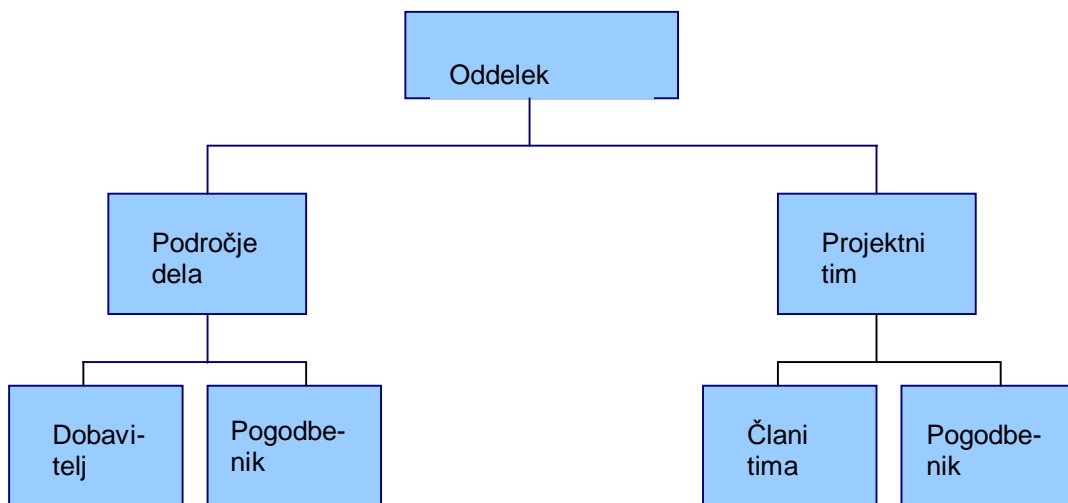 Oddelek
Področje
dela
Projektni
tim
Dobavi-
telj
Pogodbe-
nik
Člani
tima
Pogodbe-
nik